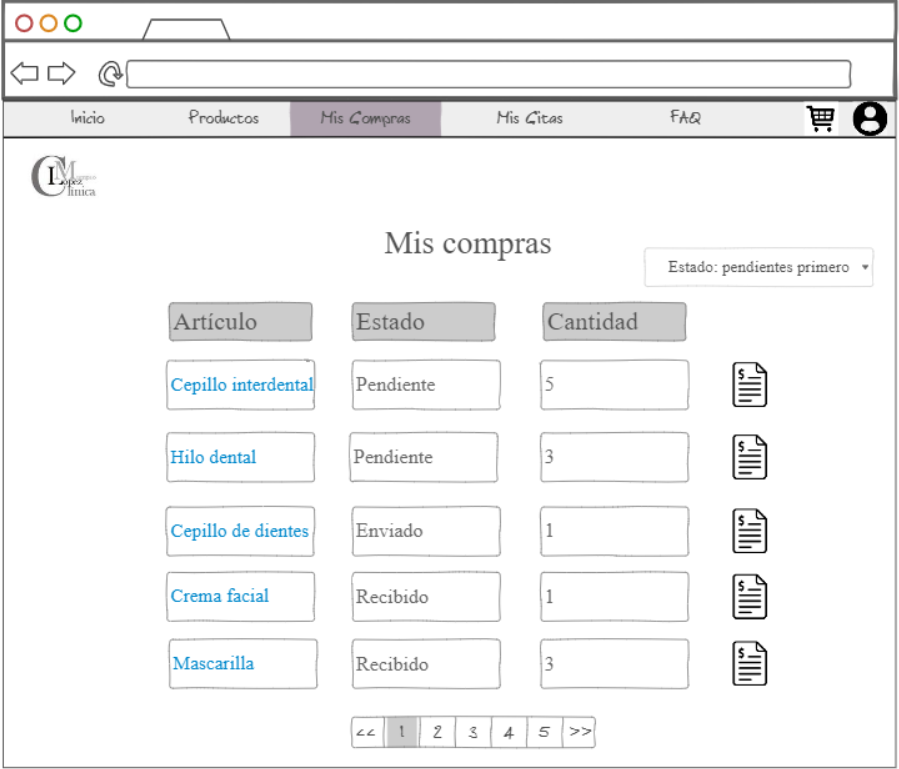 Inicio Productos Mis Compras Mis Citas FAQ
López
Clínica
Mis compras
Estado: pendientes primero
Artículo Estado Cantidad
Cepillo interdental Pendiente 5 $
Hilo dental Pendiente 3 $
Cepillo de dientes Enviado 1 $
Crema facial Recibido 1 $
Mascarilla Recibido 3 $
<< 1 2 3 4 5 >>